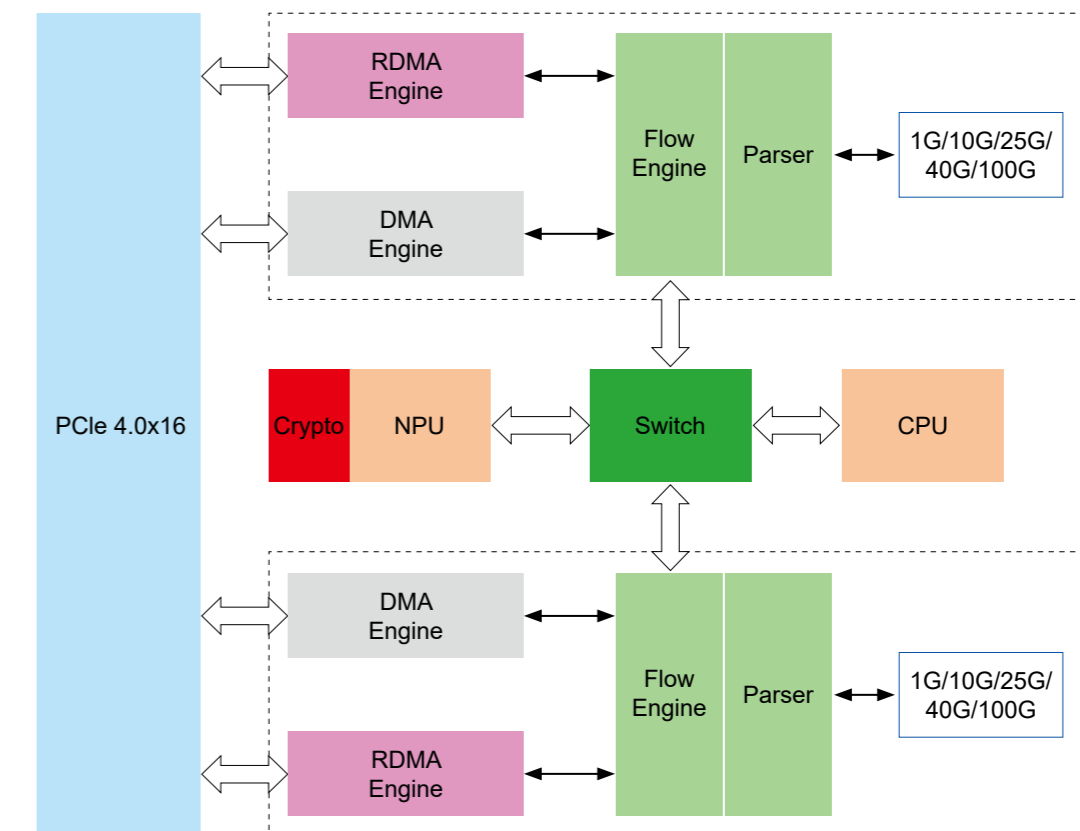 RDMA
Engine
Flow
Engine
Parser
1G/10G/25G/
40G/100G
DMA
Engine
PCIe 4.0x16
Crypto
NPU
Switch
CPU
DMA
Engine
Flow
Engine
Parser
1G/10G/25G/
40G/100G
RDMA
Engine